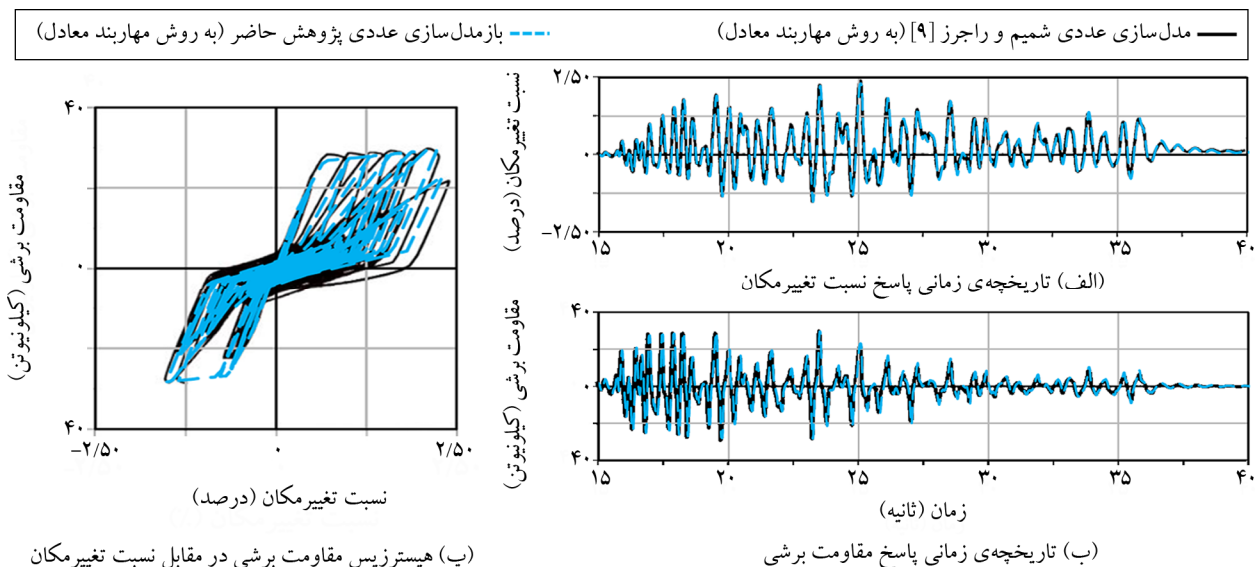 مدل‌سازی عددی شمیم و راجرز [۹] (به روش مهاربند معادل)
بازمدل‌سازی عددی پژوهش حاضر (به روش مهاربند معادل)
نسبت تغییرمکان (درصد)
۲/۵۰
۰
−۲/۵۰
۱۵ ۲۰ ۲۵ ۳۰ ۳۵ ۴۰
(الف) تاریخچه‌ی زمانی پاسخ نسبت تغییرمکان
مقاومت برشی (کیلونیوتن)
۴۰
۰
۴۰
۱۵ ۲۰ ۲۵ ۳۰ ۳۵ ۴۰
زمان (ثانیه)
(ب) تاریخچه‌ی زمانی پاسخ مقاومت برشی
مقاومت برشی (کیلونیوتن)
۴۰
۰
۴۰
−۲/۵۰ ۰ ۲/۵۰
نسبت تغییرمکان (درصد)
(پ) هیسترزیس مقاومت برشی در مقابل نسبت تغییرمکان